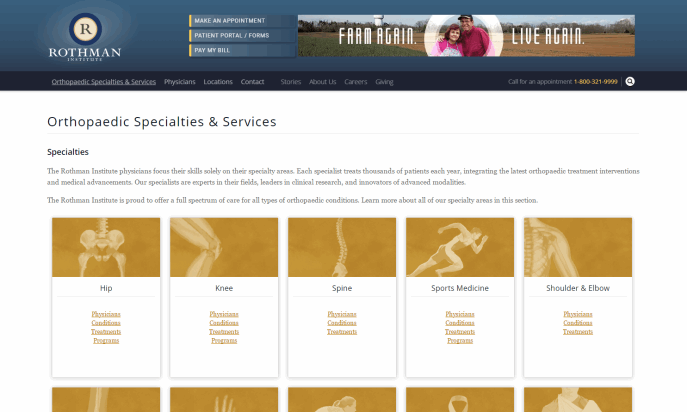 R
ROTHMAN
INSTITUTE
MAKE AN APPOINTMENT
PATIENT PORTAL / FORMS
PAY MY BILL
FARM AGAIN. LIVE AGAIN.
Orthopaedic Specialties & Services Physicians Locations Contact Stories About Us Careers Giving Call for an appointment 1-800-321-9999
Orthopaedic Specialties & Services
Specialties
The Rothman Institute physicians focus their skills solely on their specialty areas. Each specialist treats thousands of patients each year, integrating the latest orthopaedic treatment interventions
and medical advancements. Our specialists are experts in their fields, leaders in clinical research, and innovators of advanced modalities.
The Rothman Institute is proud to offer a full spectrum of care for all types of orthopaedic conditions. Learn more about all of our specialty areas in this section.
Hip
Physicians
Conditions
Treatments
Programs
Knee
Physicians
Conditions
Treatments
Programs
Spine
Physicians
Conditions
Treatments
Sports Medicine
Physicians
Conditions
Treatments
Programs
Shoulder & Elbow
Physicians
Conditions
Treatments